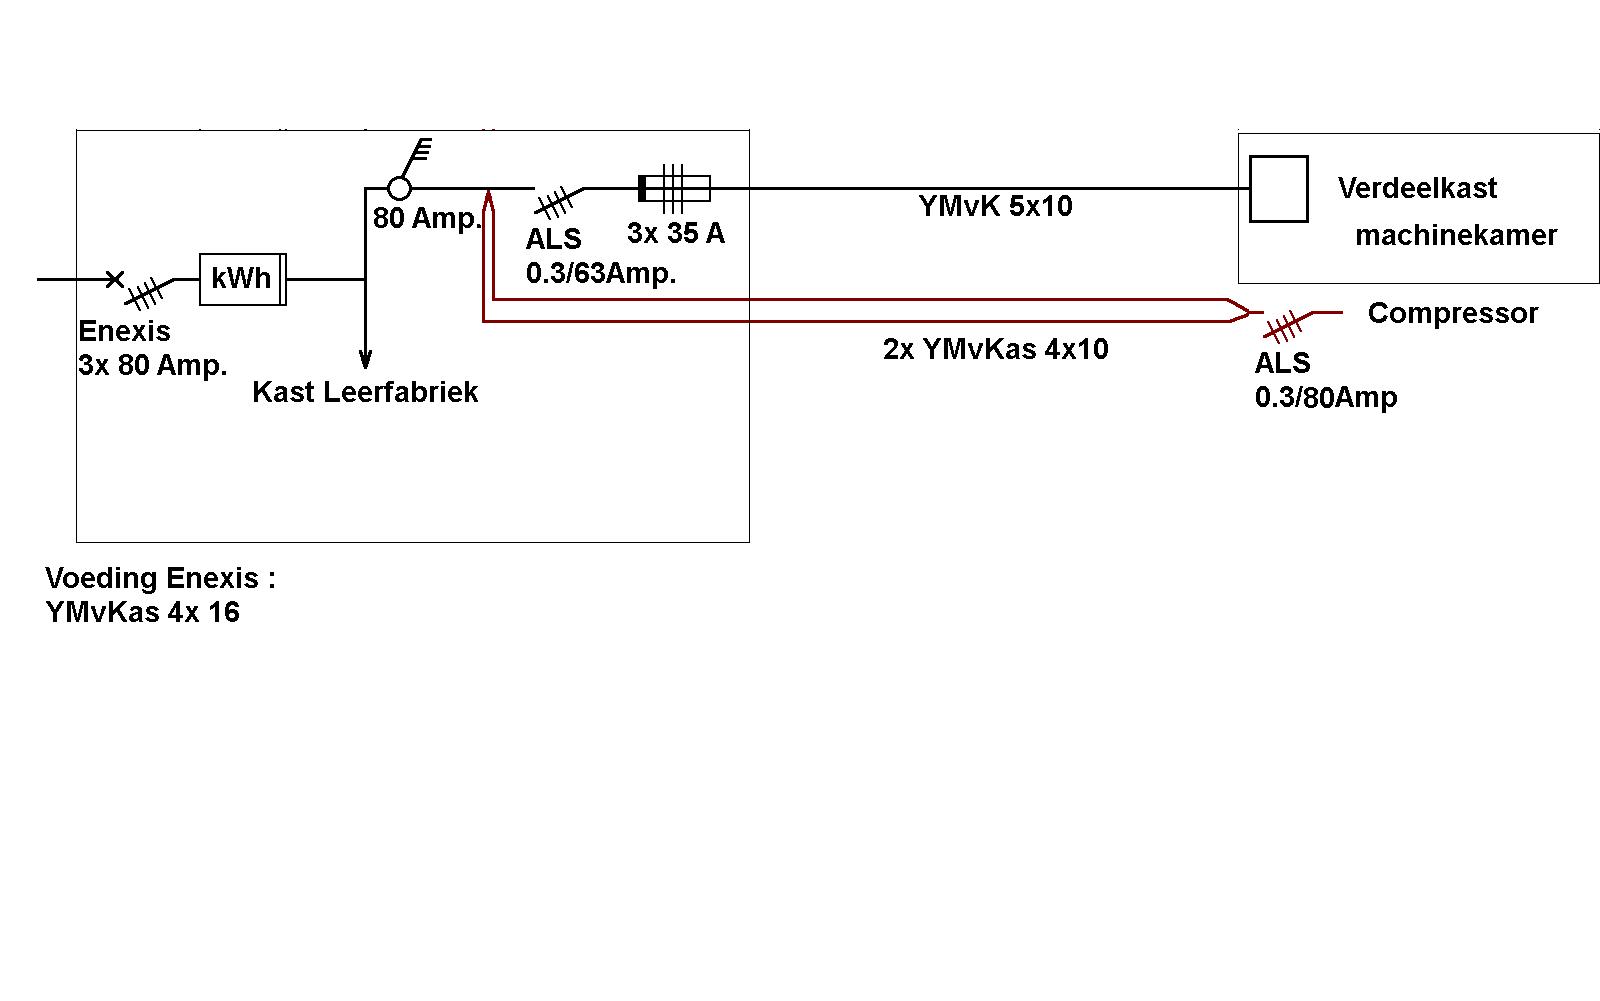 80 Amp.
ALS
0.3/63Amp.
3x 35 A
YMvK 5x10
Verdeelkast
machinekamer
kWh
Enexis
3x 80 Amp.
Kast Leerfabriek
2x YMvKas 4x10
Compressor
ALS
0.3/80Amp
Voeding Enexis :
YMvKas 4x 16